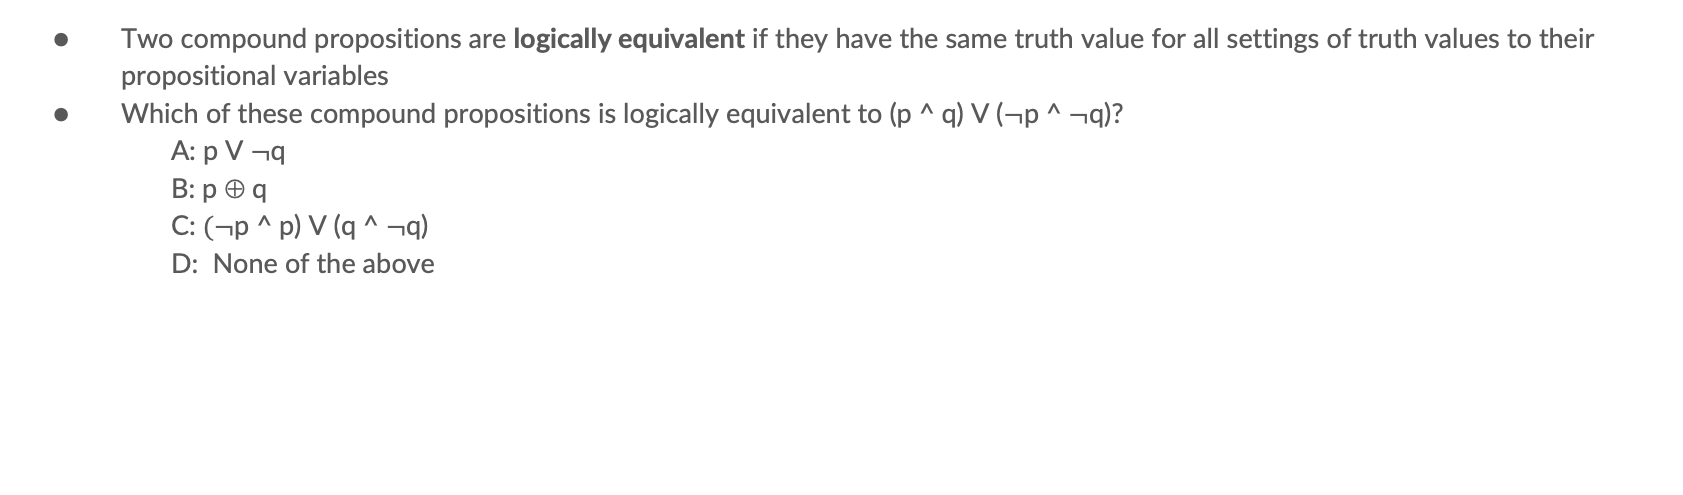 ● Two compound propositions are logically equivalent if they have the same truth value for all settings of truth values to their
propositional variables
● Which of these compound propositions is logically equivalent to (p ^ q) V (¬p ^ ¬q)?
A: p V ¬q
B: p ⊕ q
C: (¬p ^ p) V (q ^ ¬q)
D: None of the above